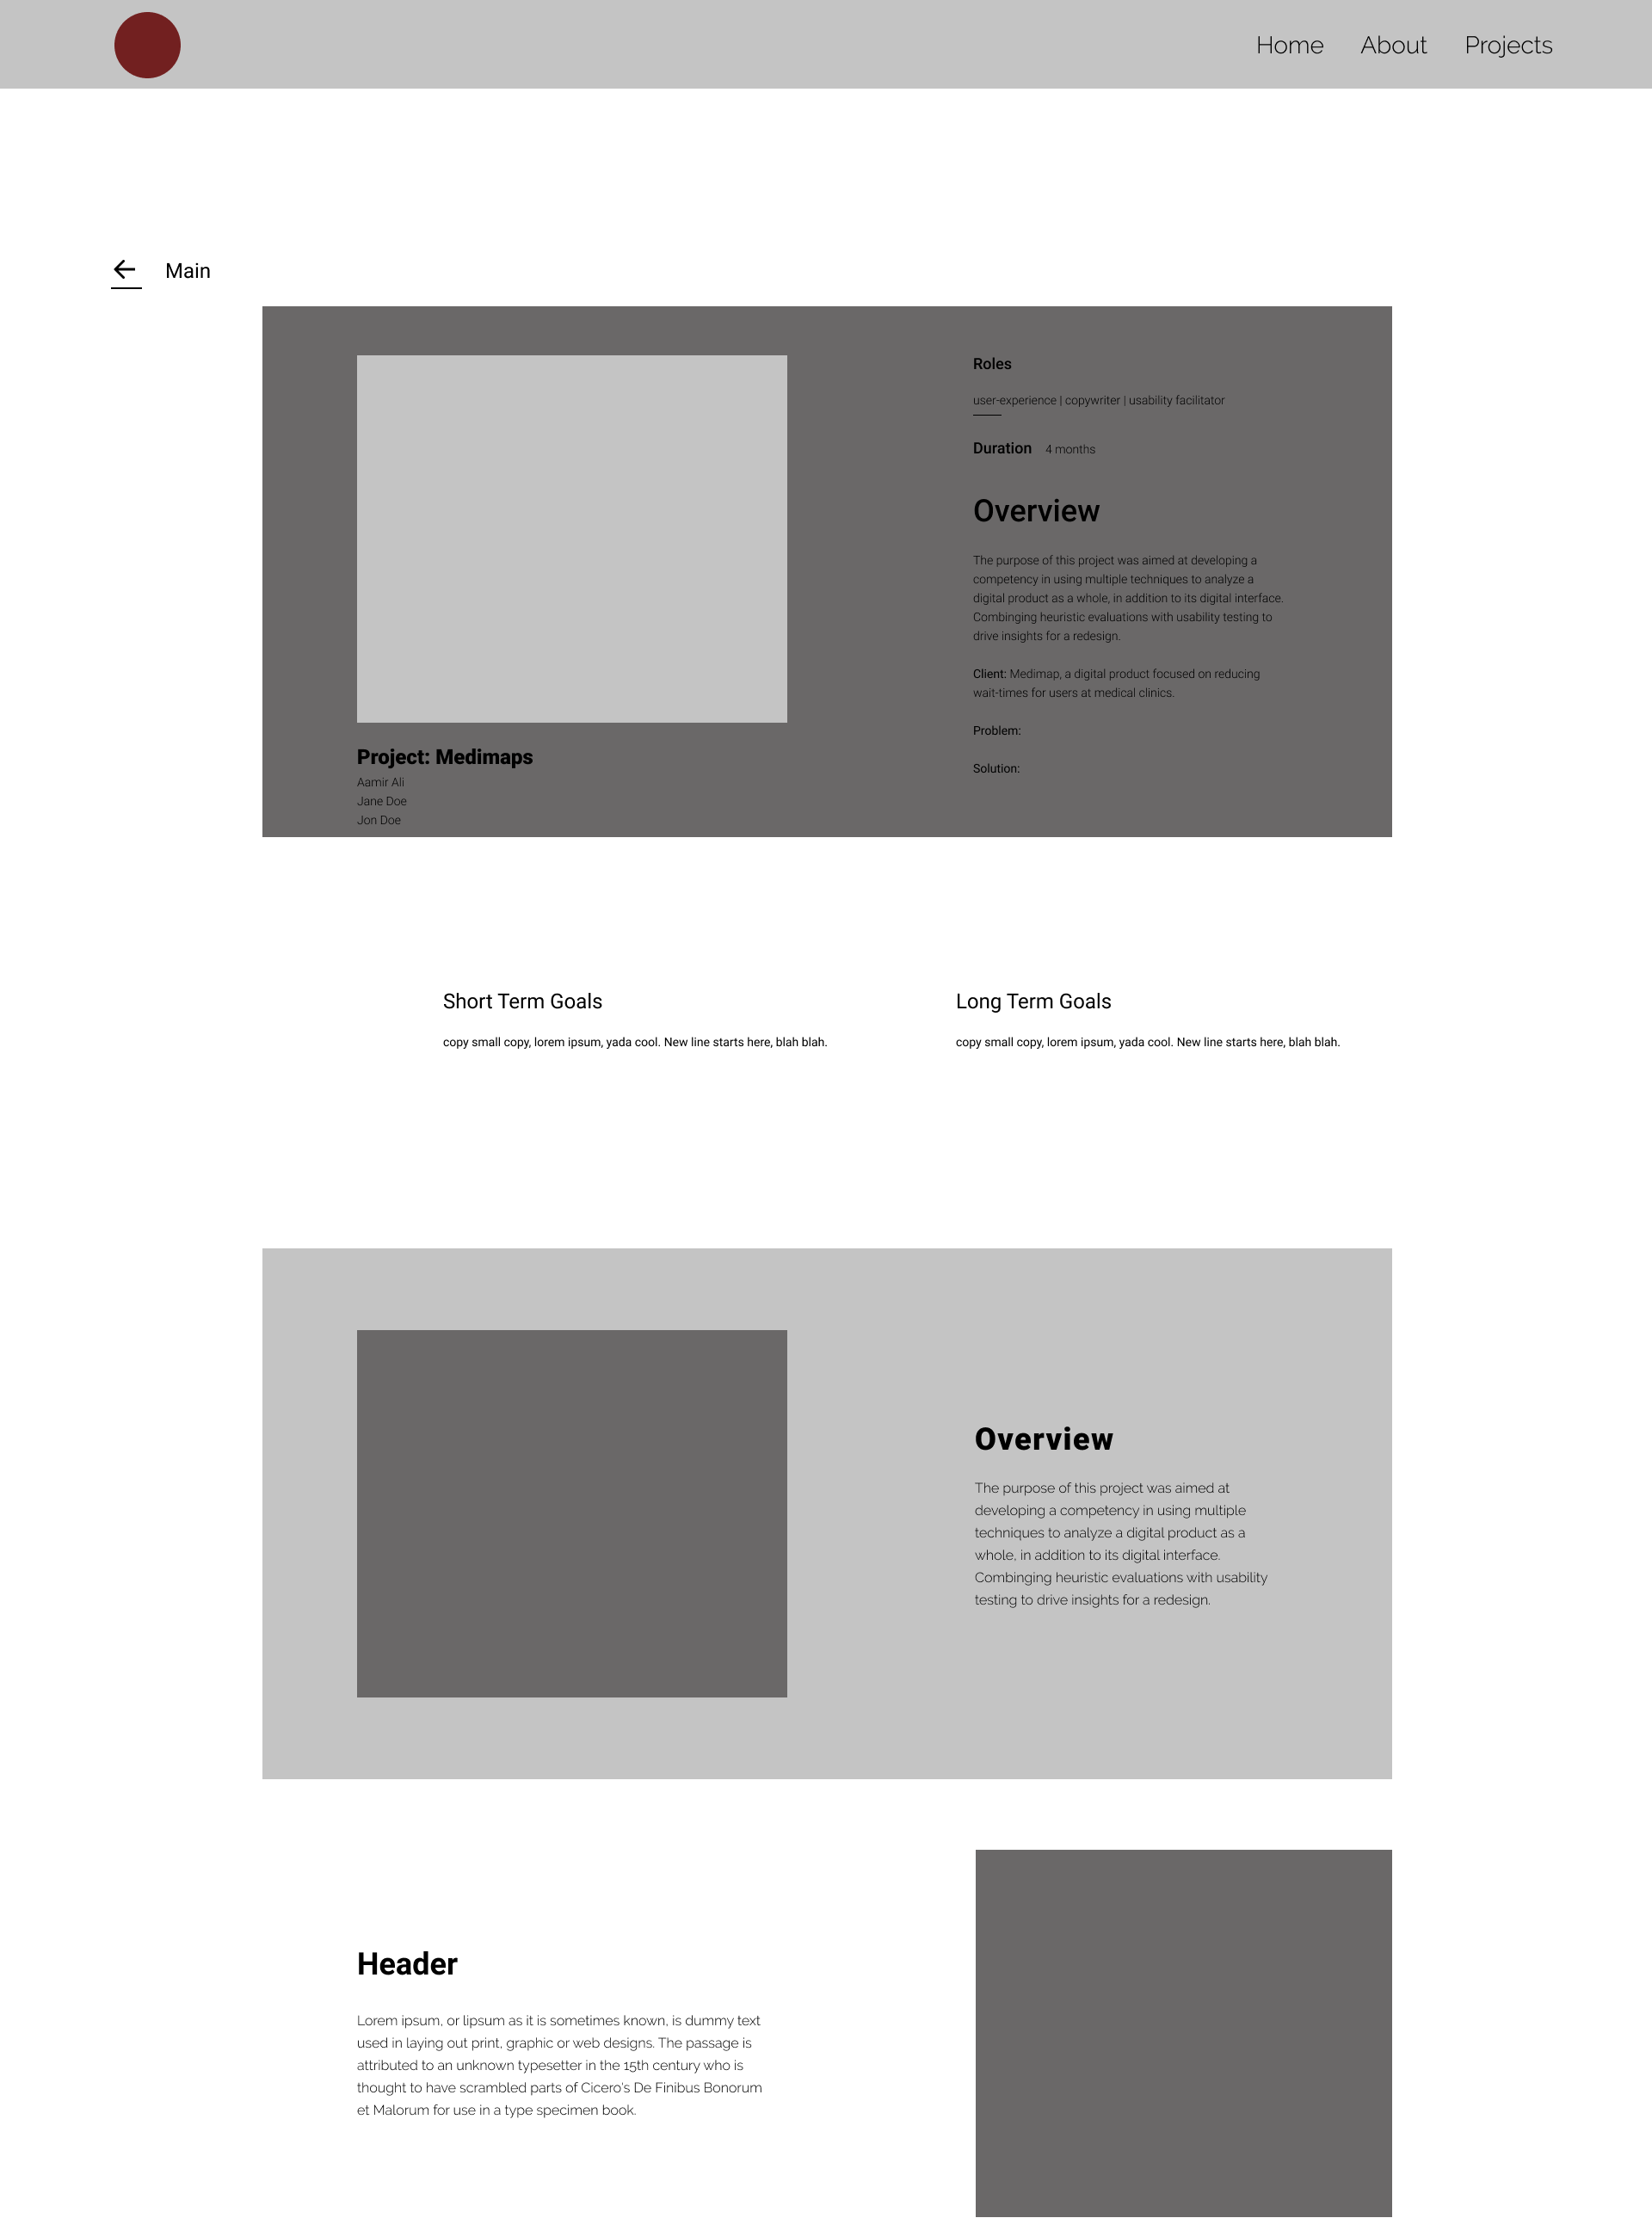 Home About Projects
Main
Roles
user-experience | copywriter | usability facilitator
Duration 4 months
Overview
The purpose of this project was aimed at developing a
competency in using multiple techniques to analyze a
digital product as a whole, in addition to its digital interface.
Combinging heuristic evaluations with usability testing to
drive insights for a redesign.
Client: Medimap, a digital product focused on reducing
wait-times for users at medical clinics.
Problem:
Solution:
Project: Medimaps
Aamir Ali
Jane Doe
Jon Doe
Short Term Goals
copy small copy, lorem ipsum, yada cool. New line starts here, blah blah.
Long Term Goals
copy small copy, lorem ipsum, yada cool. New line starts here, blah blah.
Overview
The purpose of this project was aimed at
developing a competency in using multiple
techniques to analyze a digital product as a
whole, in addition to its digital interface.
Combinging heuristic evaluations with usability
testing to drive insights for a redesign.
Header
Lorem ipsum, or lipsum as it is sometimes known, is dummy text
used in laying out print, graphic or web designs. The passage is
attributed to an unknown typesetter in the 15th century who is
thought to have scrambled parts of Cicero's De Finibus Bonorum
et Malorum for use in a type specimen book.